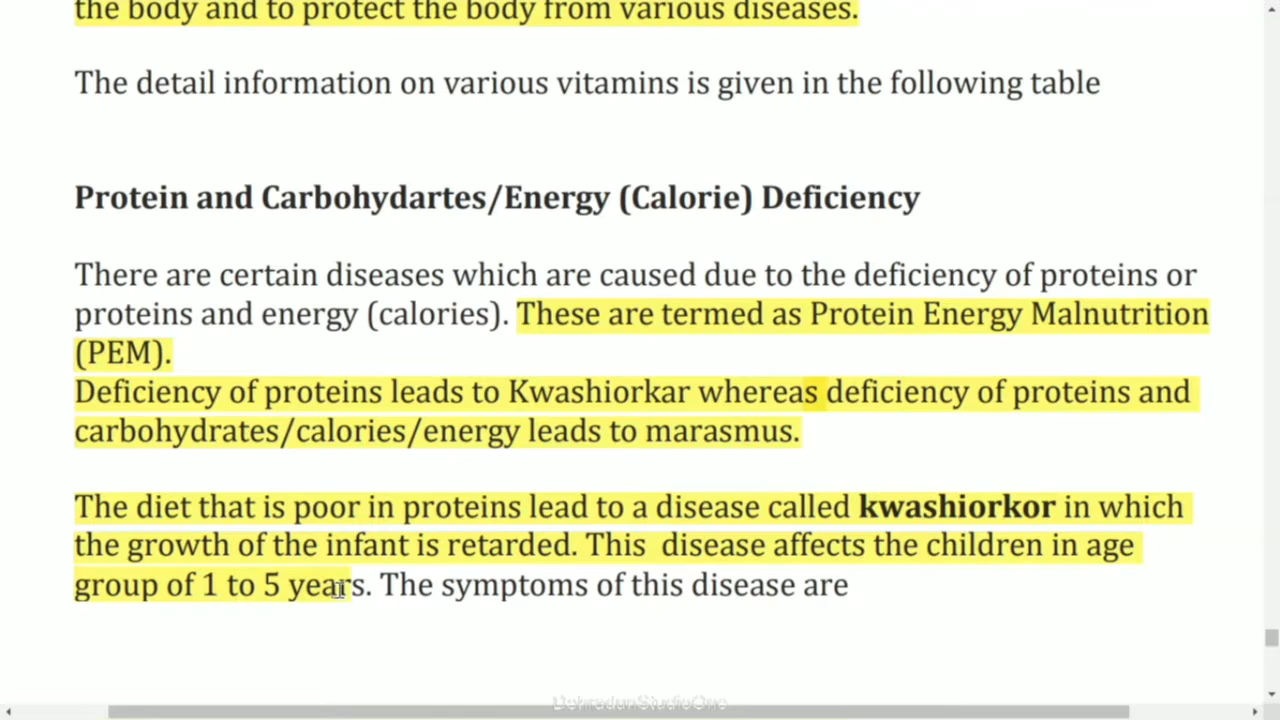 the body and to protect the body from various diseases.
The detail information on various vitamins is given in the following table
Protein and Carbohydartes/Energy (Calorie) Deficiency
There are certain diseases which are caused due to the deficiency of proteins or
proteins and energy (calories). These are termed as Protein Energy Malnutrition
(PEM).
Deficiency of proteins leads to Kwashiorkar whereas deficiency of proteins and
carbohydrates/calories/energy leads to marasmus.
The diet that is poor in proteins lead to a disease called kwashiorkor in which
the growth of the infant is retarded. This  disease affects the children in age
group of 1 to 5 years. The symptoms of this disease are
DehradunStudioOne